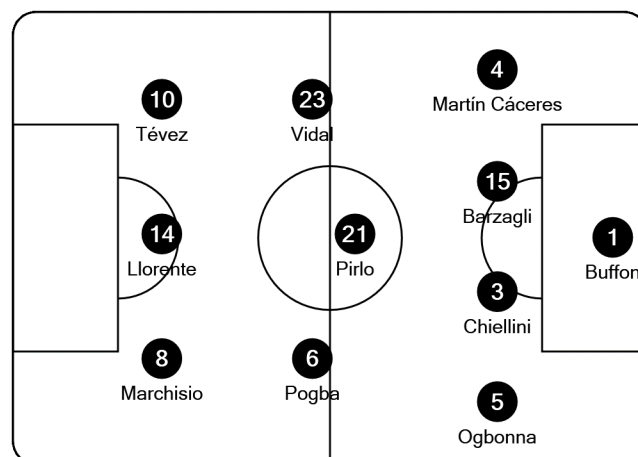 4
Martín Cáceres
10
Tévez
23
Vidal
15
Barzagli
14
Llorente
21
Pirlo
1
Buffon
3
Chiellini
8
Marchisio
6
Pogba
5
Ogbonna